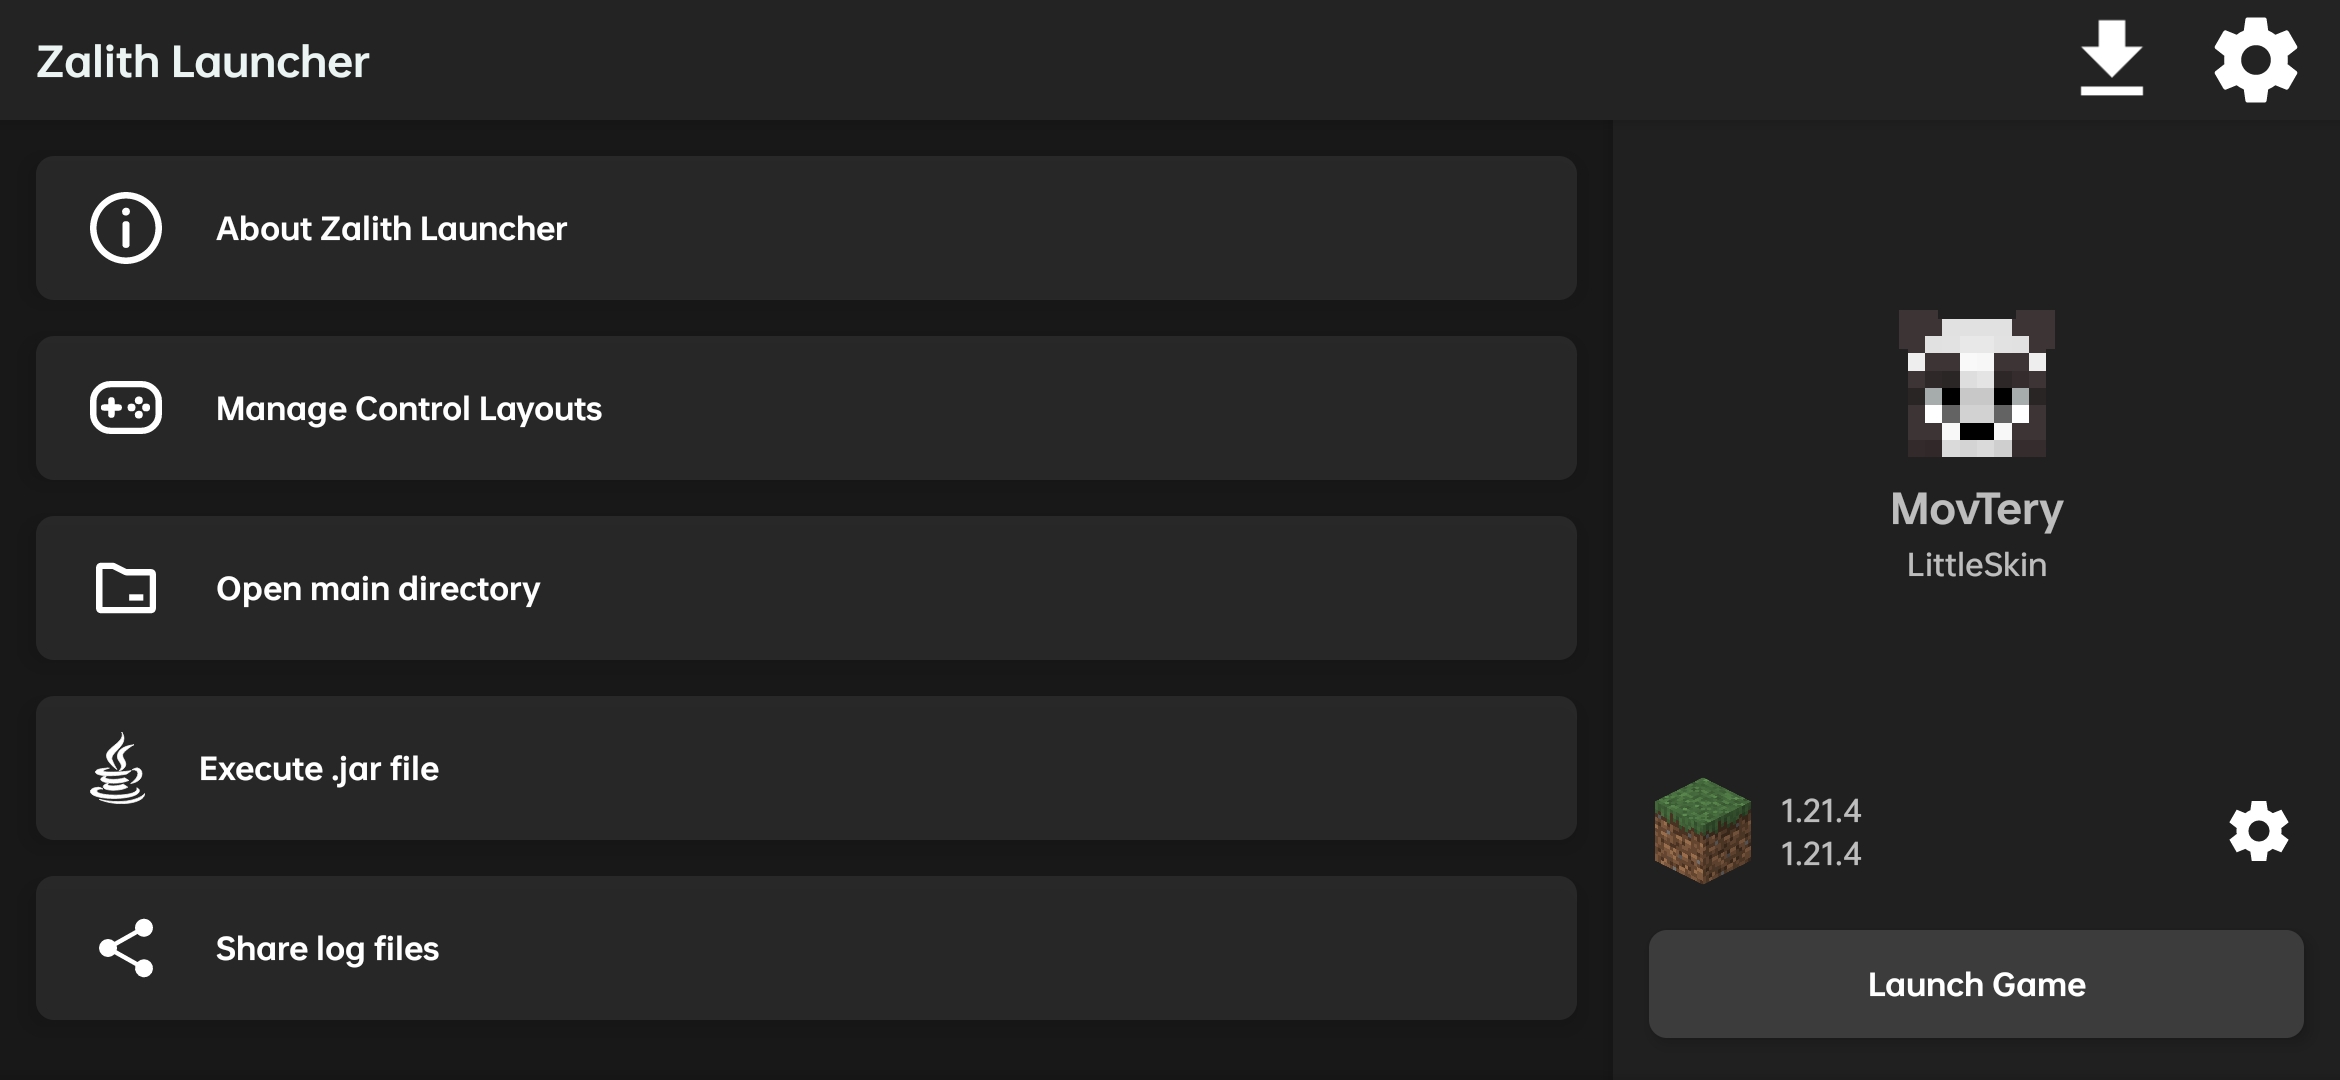 Zalith Launcher
About Zalith Launcher
Manage Control Layouts
Open main directory
Execute .jar file
Share log files
MovTery
LittleSkin
1.21.4
1.21.4
Launch Game